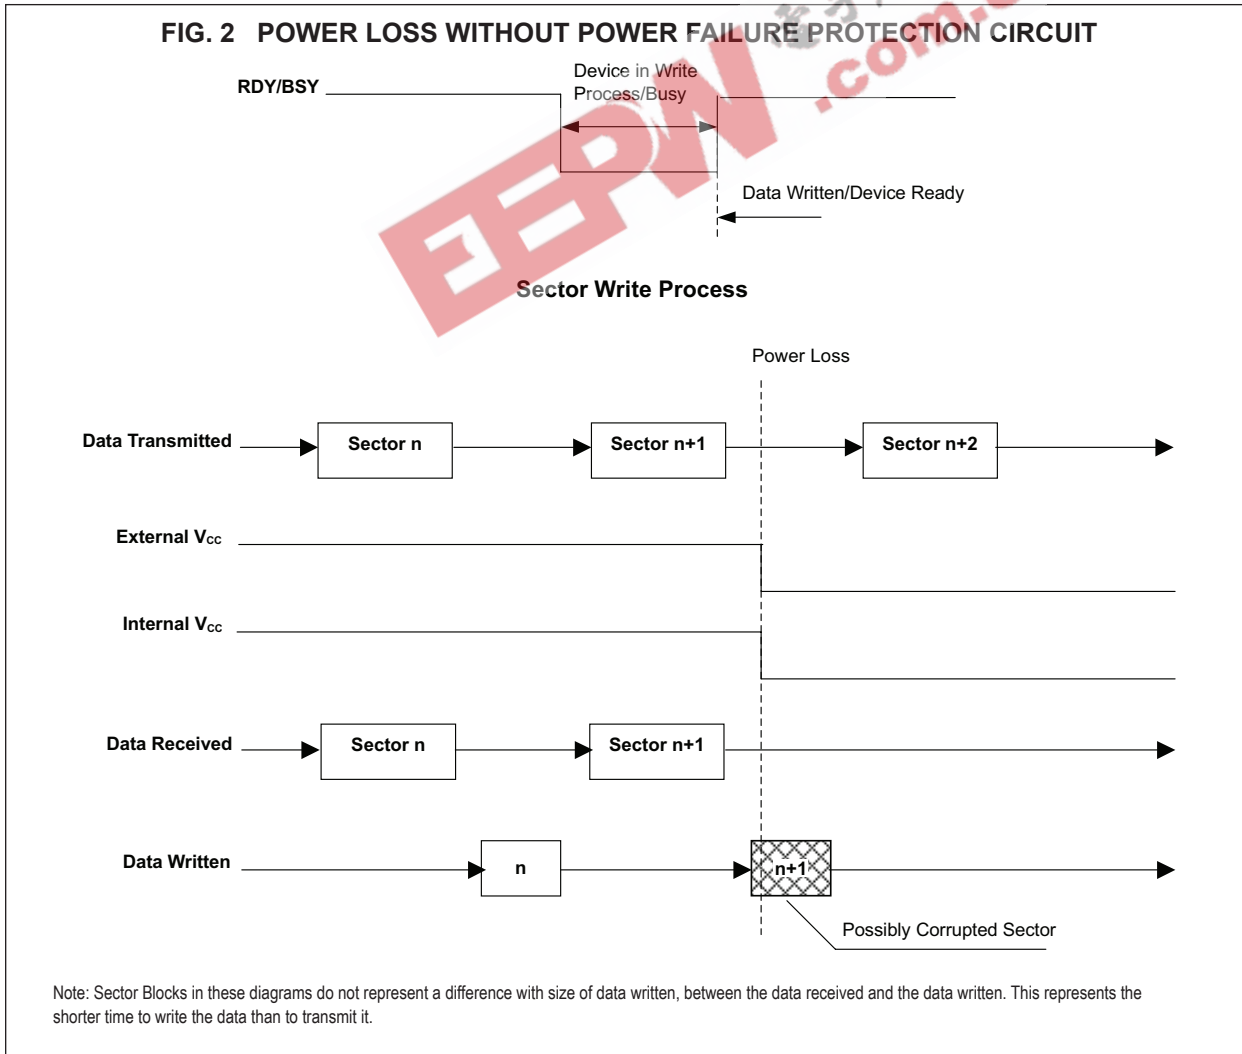 FIG. 2 POWER LOSS WITHOUT POWER FAILURE PROTECTION CIRCUIT
RDY/BSY
Device in Write
Process/Busy
Data Written/Device Ready
EEPW
.com.
Sector Write Process
Power Loss
Data Transmitted
Sector n
Sector n+1
Sector n+2
External Vcc
Internal Vcc
Data Received
Sector n
Sector n+1
Data Written
n
n+1
Possibly Corrupted Sector
Note: Sector Blocks in these diagrams do not represent a difference with size of data written, between the data received and the data written. This represents the
shorter time to write the data than to transmit it.